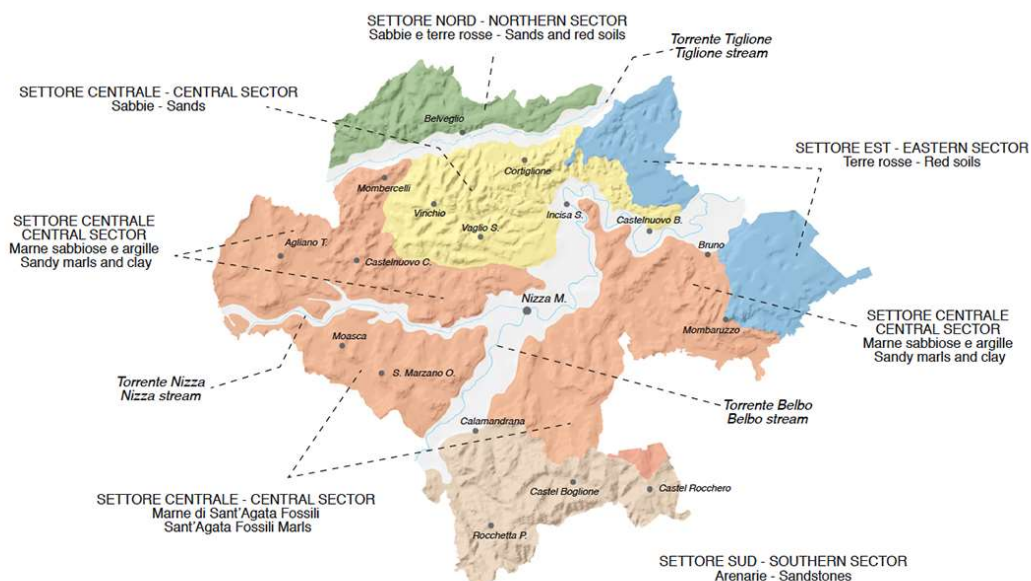 SETTORE NORD - NORTHERN SECTOR
Sabbie e terre rosse - Sands and red soils
Torrente Tiglione
Tiglione stream
SETTORE CENTRALE - CENTRAL SECTOR
Sabbie - Sands
Belveglio
SETTORE EST - EASTERN SECTOR
Terre rosse - Red soils
Cortiglione
Mombercelli
Vinchio
Incisa S.
SETTORE CENTRALE
CENTRAL SECTOR
Marne sabbiose e argille
Sandy marls and clay
Castelnuovo B.
Vaglio S.
Agliano T.
Bruno
Castelnuovo C.
Nizza M.
SETTORE CENTRALE
CENTRAL SECTOR
Marne sabbiose e argille
Sandy marls and clay
Mombaruzzo
Moasca
S. Marzano O.
Torrente Nizza
Nizza stream
Torrente Belbo
Belbo stream
Calamandrana
SETTORE CENTRALE - CENTRAL SECTOR
Marne di Sant'Agata Fossili
Sant'Agata Fossili Marls
Castel Boglione
Castel Rocchero
Rocchetta P.
SETTORE SUD - SOUTHERN SECTOR
Arenarie - Sandstones